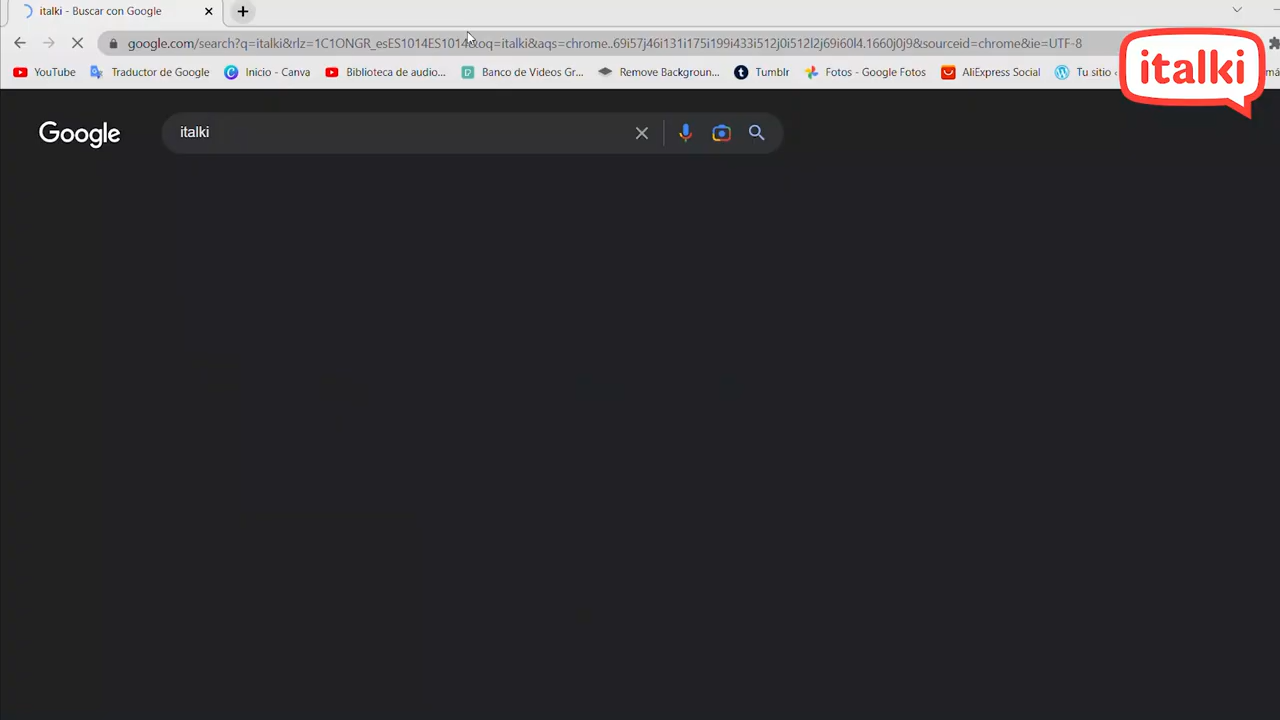 italki - Buscar con Google
google.com/search?q=italki&rlz=1C1ONGR_esES1014ES1014&oq=italki&aqs=chrome..69i57j46i131i175i199i433i512j0i512l2j69i60l4.1660j0j9&sourceid=chrome&ie=UTF-8
YouTube
Traductor de Google
Inicio - Canva
Biblioteca de audio...
Banco de Videos Gr...
Remove Backgroun...
Tumblr
Fotos - Google Fotos
AliExpress Social
Tu sitio
italki
Google
italki